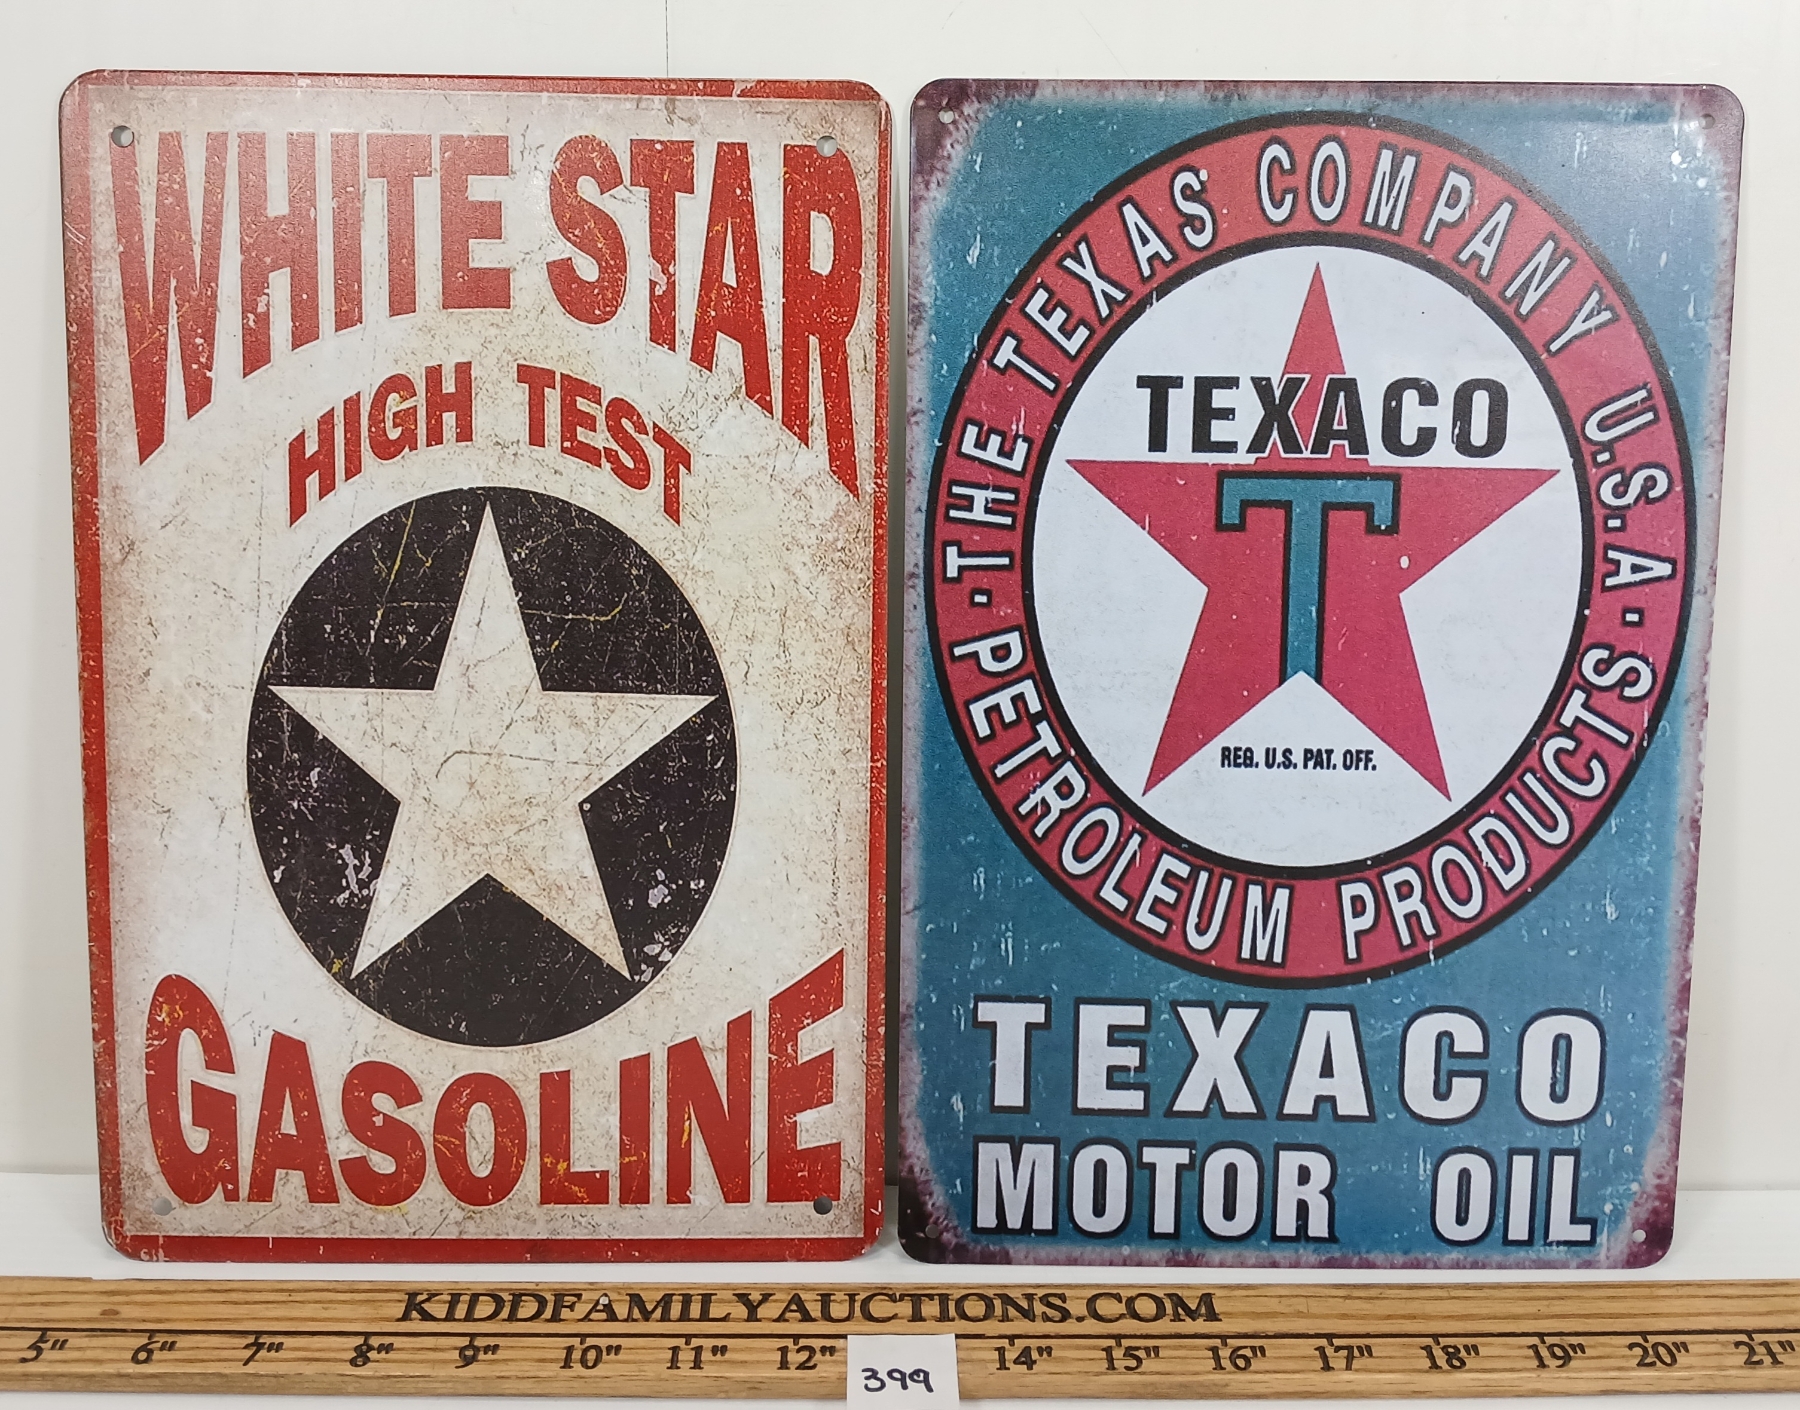 WHITE STAR
HIGH TEST
GASOLINE
THE TEXAS COMPANY U.S.A.
TEXACO
T
REG. U.S. PAT. OFF.
PETROLEUM PRODUCTS
TEXACO
MOTOR OIL
KIDDFAMILYAUCTIONS.COM
5" 6" 7" 8" 9" 10" 11" 12" 14" 15" 16" 17" 18" 19" 20" 21"
399